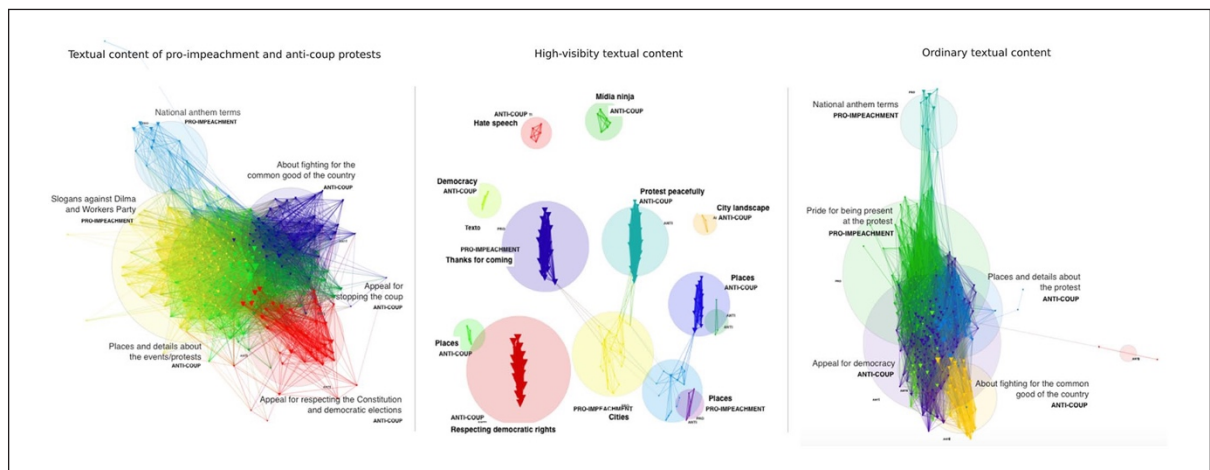 Textual content of pro-impeachment and anti-coup protests
National anthem terms
PRO-IMPEACHMENT
About fighting for the
common good of the country
ANTI-COUP
Slogans against Dilma
and Workers Party
PRO-IMPEACHMENT
Appeal for
stopping the coup
ANTI-COUP
Places and details about
the events/protests
ANTI-COUP
Appeal for respecting the Constitution
and democratic elections
ANTI-COUP
High-visibity textual content
Mídia ninja
ANTI-COUP
ANTI-COUP
Hate speech
Democracy
ANTI-COUP
Texto
Protest peacefully
ANTI-COUP
City landscape
ANTI-COUP
PRO-IMPEACHMENT
Thanks for coming
Places
ANTI-COUP
Places
ANTI-COUP
PRO-IMPEACHMENT
Cities
Places
PRO-IMPEACHMENT
ANTI-COUP
Respecting democratic rights
Ordinary textual content
National anthem terms
PRO-IMPEACHMENT
Pride for being present
at the protest
PRO-IMPEACHMENT
Places and details about
the protest
ANTI-COUP
Appeal for democracy
ANTI-COUP
About fighting for the common
good of the country
ANTI-COUP